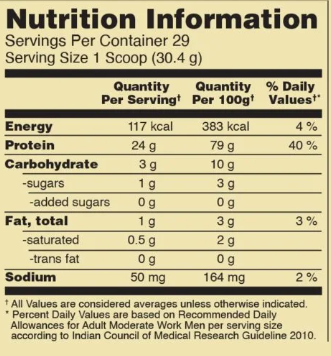 Nutrition Information
Servings Per Container 29
Serving Size 1 Scoop (30.4 g)
Quantity Per Serving† Quantity Per 100g† % Daily Values†*
Energy 117 kcal 383 kcal 4 %
Protein 24 g 79 g 40 %
Carbohydrate 3 g 10 g
-sugars 1 g 3 g
-added sugars 0 g 0 g
Fat, total 1 g 3 g 3 %
-saturated 0.5 g 2 g
-trans fat 0 g 0 g
Sodium 50 mg 164 mg 2 %
† All Values are considered averages unless otherwise indicated.
* Percent Daily Values are based on Recommended Daily
Allowances for Adult Moderate Work Men per serving size
according to Indian Council of Medical Research Guideline 2010.